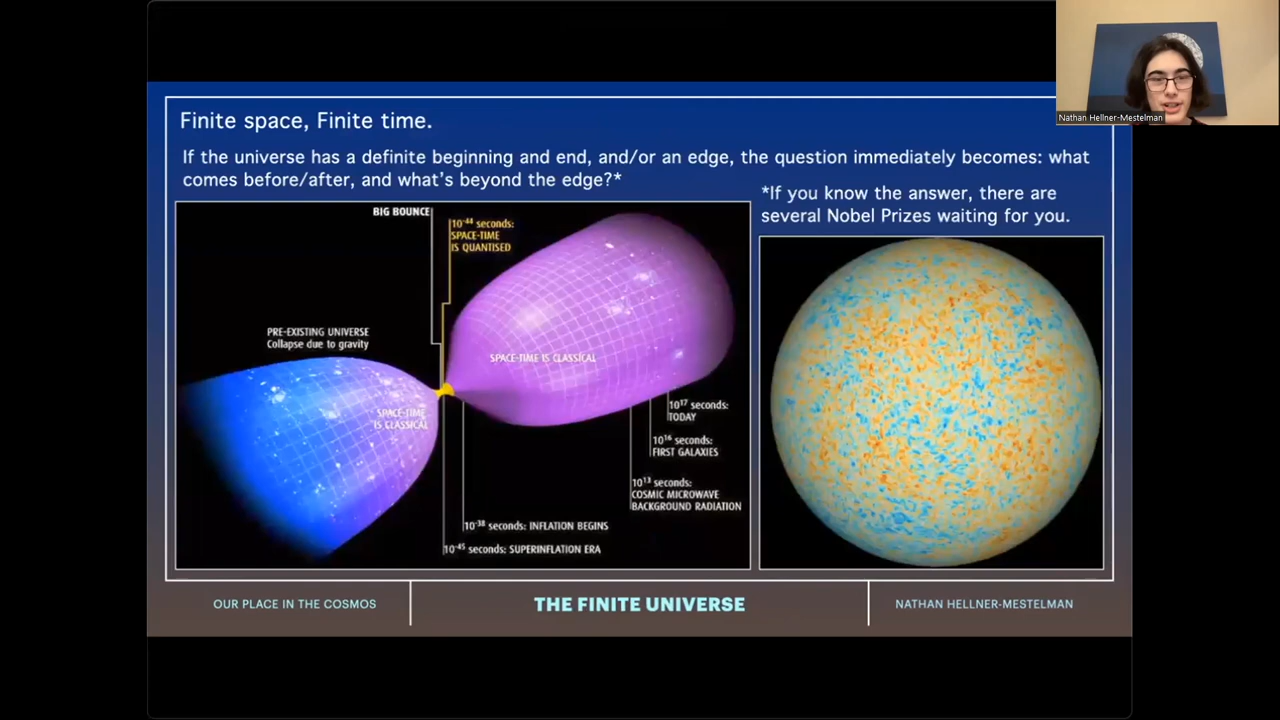 Nathan Hellner-Mestelman
Finite space, Finite time.
If the universe has a definite beginning and end, and/or an edge, the question immediately becomes: what
comes before/after, and what's beyond the edge?*
*If you know the answer, there are
several Nobel Prizes waiting for you.
BIG BOUNCE
10⁻⁴⁴ seconds:
SPACE-TIME
IS QUANTISED
PRE-EXISTING UNIVERSE
Collapse due to gravity
SPACE-TIME IS CLASSICAL
SPACE-TIME
IS CLASSICAL
10¹⁷ seconds:
TODAY
10¹⁶ seconds:
FIRST GALAXIES
10¹³ seconds:
COSMIC MICROWAVE
BACKGROUND RADIATION
10⁻³⁸ seconds: INFLATION BEGINS
10⁻⁴⁵ seconds: SUPERINFLATION ERA
OUR PLACE IN THE COSMOS
THE FINITE UNIVERSE
NATHAN HELLNER-MESTELMAN